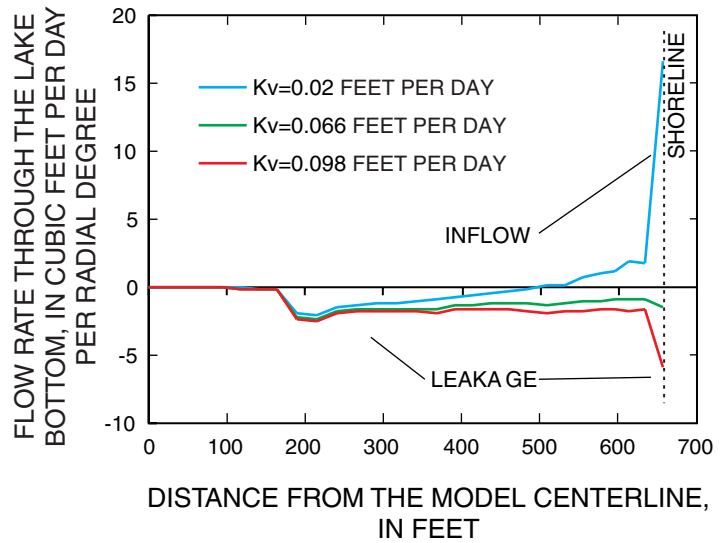 FLOW RATE THROUGH THE LAKE
BOTTOM, IN CUBIC FEET PER DAY
PER RADIAL DEGREE
20
15
10
5
0
-5
-10
Kv=0.02 FEET PER DAY
Kv=0.066 FEET PER DAY
Kv=0.098 FEET PER DAY
SHORELINE
INFLOW
LEAKA GE
0 100 200 300 400 500 600 700
DISTANCE FROM THE MODEL CENTERLINE,
IN FEET